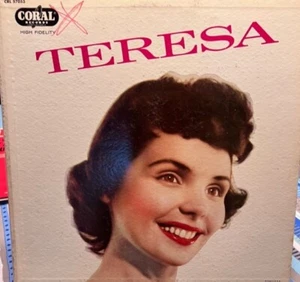 CORAL
RECORDS
HIGH FIDELITY
TERESA